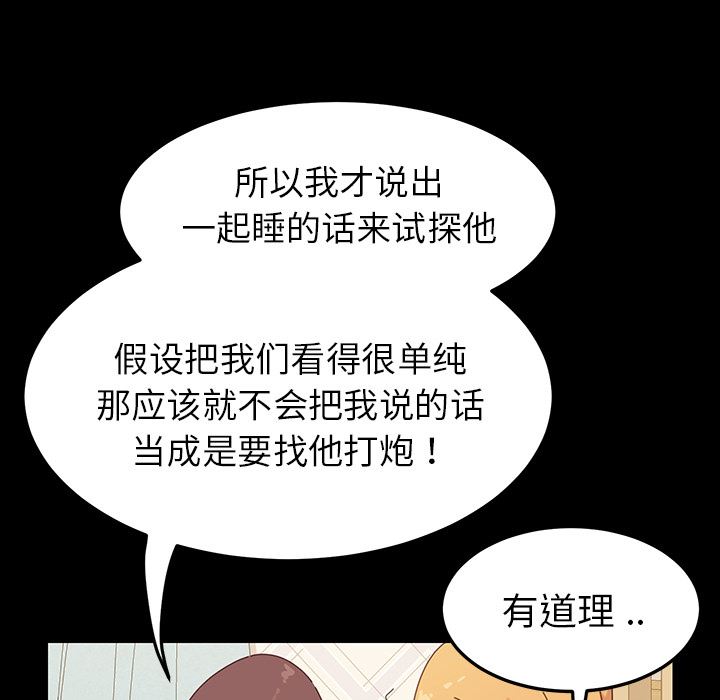 所以我才说出
一起睡的话来试探他
假设把我们看得很单纯
那应该就不会把我说的话
当成是要找他打炮！
有道理..